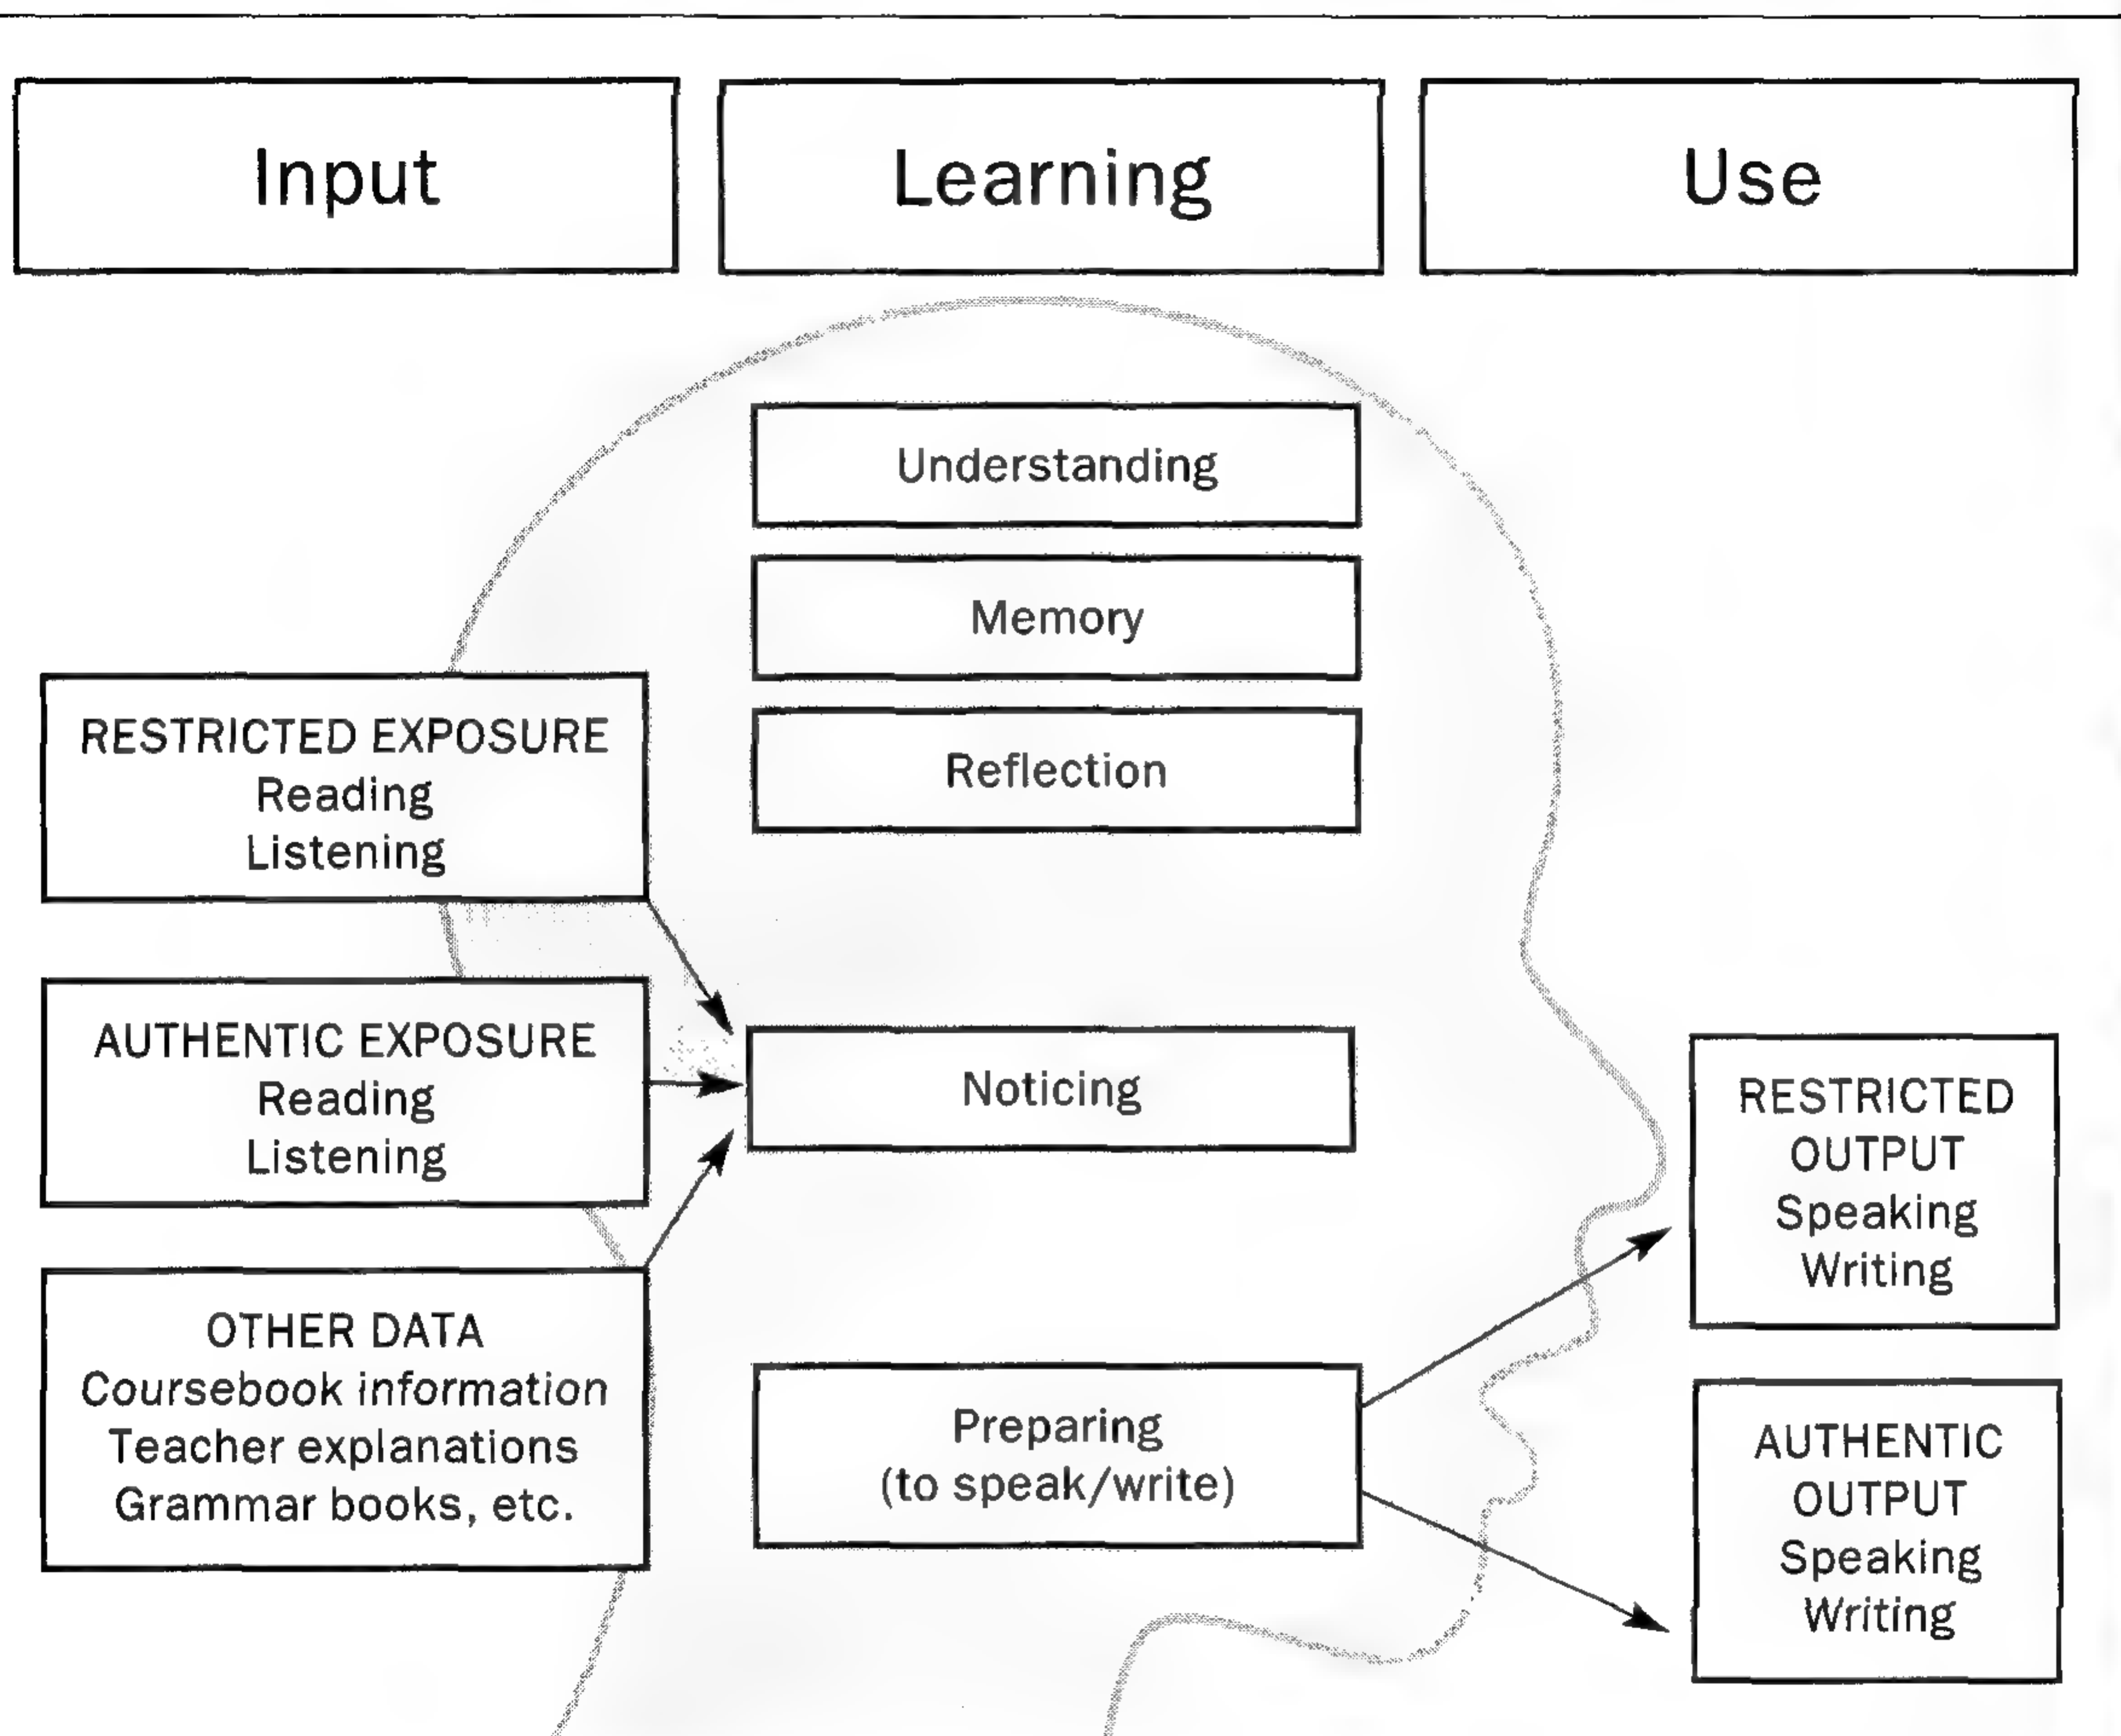 Input
Learning
Use
Understanding
Memory
Reflection
RESTRICTED EXPOSURE
Reading
Listening
AUTHENTIC EXPOSURE
Reading
Listening
OTHER DATA
Coursebook information
Teacher explanations
Grammar books, etc.
Noticing
Preparing
(to speak/write)
RESTRICTED
OUTPUT
Speaking
Writing
AUTHENTIC
OUTPUT
Speaking
Writing